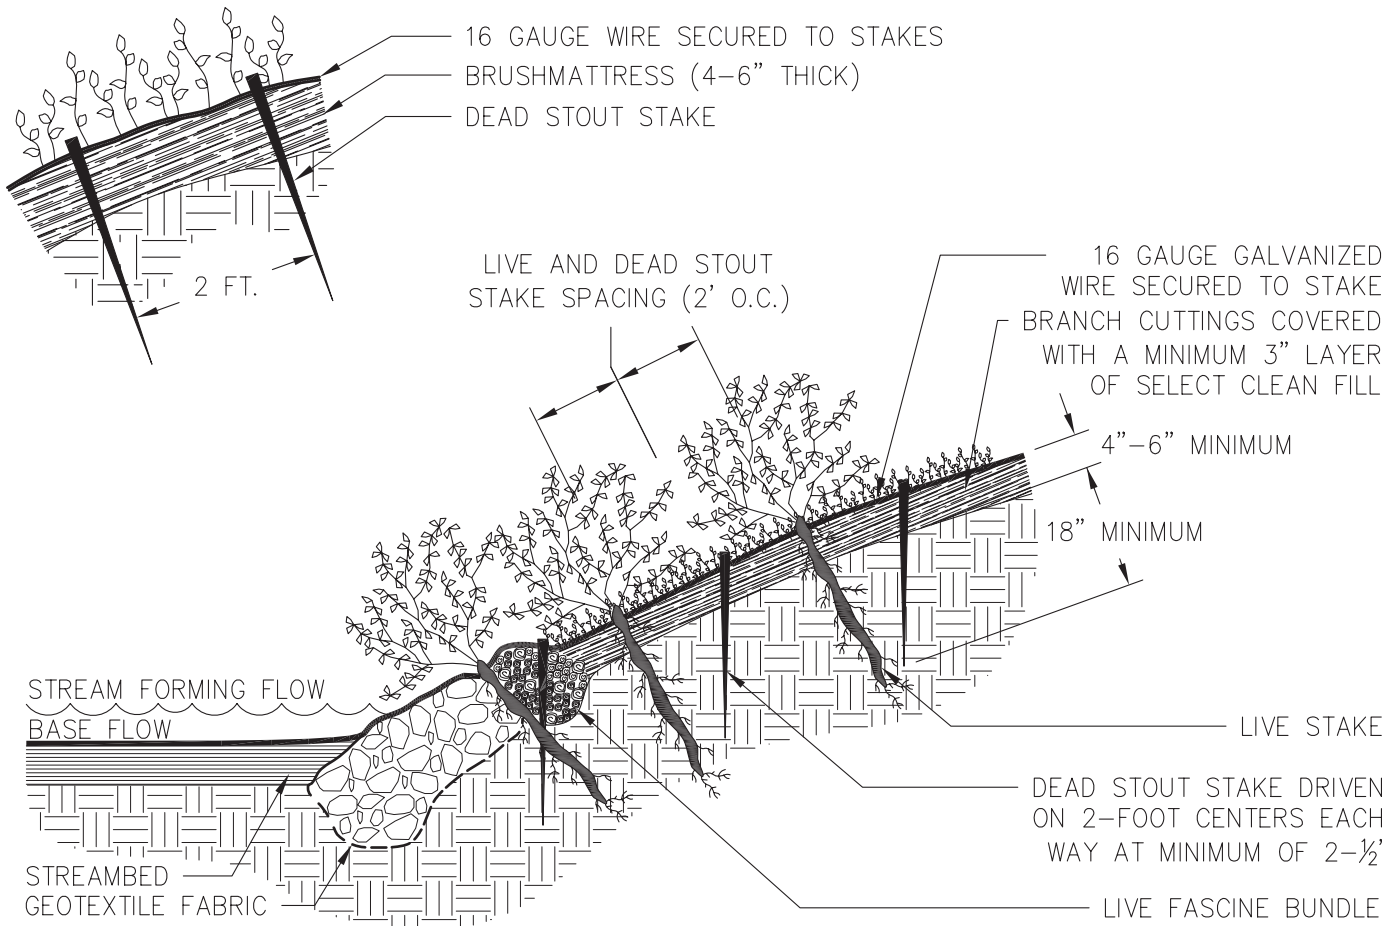 16 GAUGE WIRE SECURED TO STAKES
BRUSHMATTRESS (4-6" THICK)
DEAD STOUT STAKE
2 FT.
LIVE AND DEAD STOUT
STAKE SPACING (2' O.C.)
16 GAUGE GALVANIZED
WIRE SECURED TO STAKE
BRANCH CUTTINGS COVERED
WITH A MINIMUM 3" LAYER
OF SELECT CLEAN FILL
4"-6" MINIMUM
18" MINIMUM
STREAM FORMING FLOW
BASE FLOW
LIVE STAKE
DEAD STOUT STAKE DRIVEN
ON 2-FOOT CENTERS EACH
WAY AT MINIMUM OF 2-½'
STREAMBED
GEOTEXTILE FABRIC
LIVE FASCINE BUNDLE